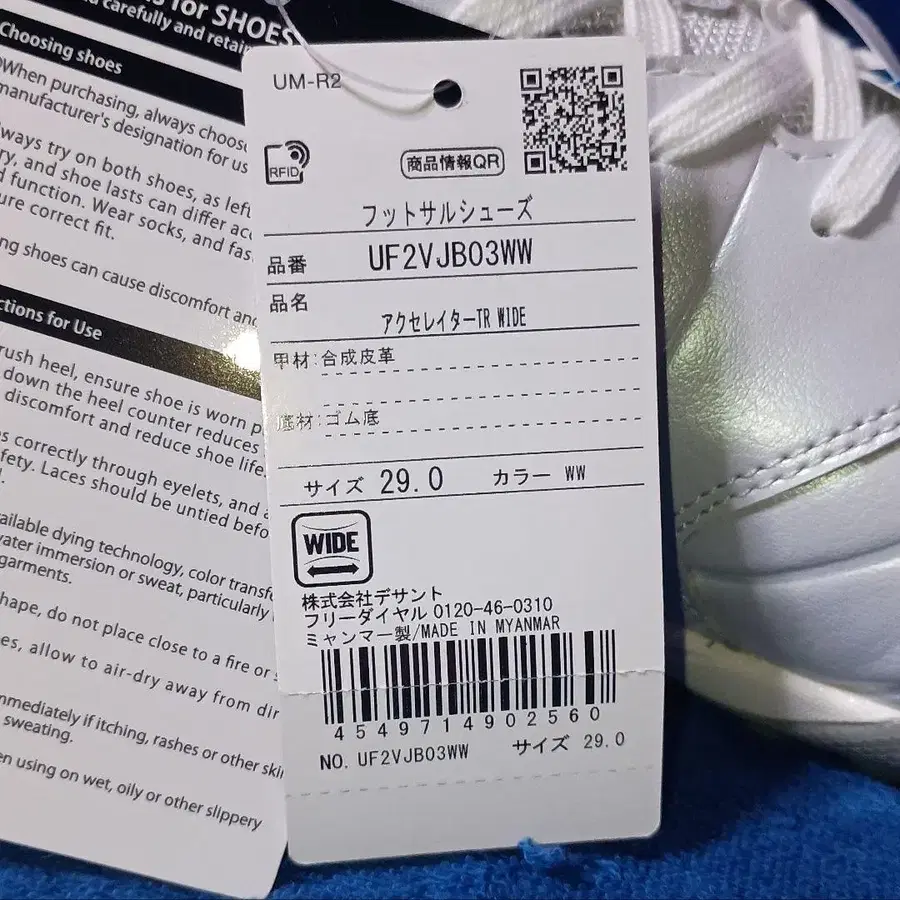 for SHOES
carefully and retain
Choosing shoes
When purchasing, always choose
manufacturer's designation for us
ways try on both shoes, as left
ry, and shoe lasts can differ acc
function. Wear socks, and fas
ure correct fit.
ng shoes can cause discomfort and
ctions for Use
rush heel, ensure shoe is worn p
down the heel counter reduces
discomfort and reduce shoe life.
es correctly through eyelets, and
fety. Laces should be untied befo
ailable dying technology, color transf
water immersion or sweat, particularly
garments.
hape, do not place close to a fire or s
es, allow to air-dry away from dir
mmediately if itching, rashes or other ski
sweating.
en using on wet, oily or other slippery
UM-R2
RFID
商品情報QR
フットサルシューズ
品番 UF2VJB03WW
品名
アクセレイターTR WIDE
甲材:合成皮革
底材:ゴム底
サイズ 29.0 カラー WW
WIDE
株式会社デサント
フリーダイヤル 0120-46-0310
ミャンマー製/MADE IN MYANMAR
4549714902560
NO. UF2VJB03WW サイズ 29.0